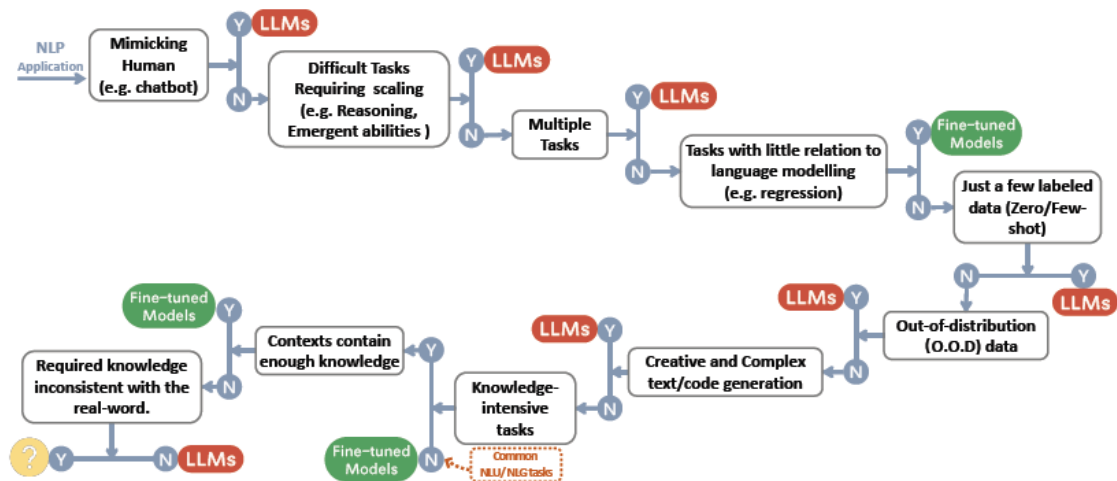 NLP
Application
Mimicking
Human
(e.g. chatbot)
Y
LLMs
N
Difficult Tasks
Requiring scaling
(e.g. Reasoning,
Emergent abilities )
Y
LLMs
N
Multiple
Tasks
Y
LLMs
N
Tasks with little relation to
language modelling
(e.g. regression)
Y
Fine-tuned
Models
N
Just a few labeled
data (Zero/Few-
shot)
Y
LLMs
N
Out-of-distribution
(O.O.D) data
Y
LLMs
N
Creative and Complex
text/code generation
Y
LLMs
N
Knowledge-
intensive
tasks
Y
N
Fine-tuned
Models
Common
NLU/ NLG tasks
Contexts contain
enough knowledge
Y
Fine-tuned
Models
N
Required knowledge
inconsistent with the
real-word.
Y
?
N
LLMs